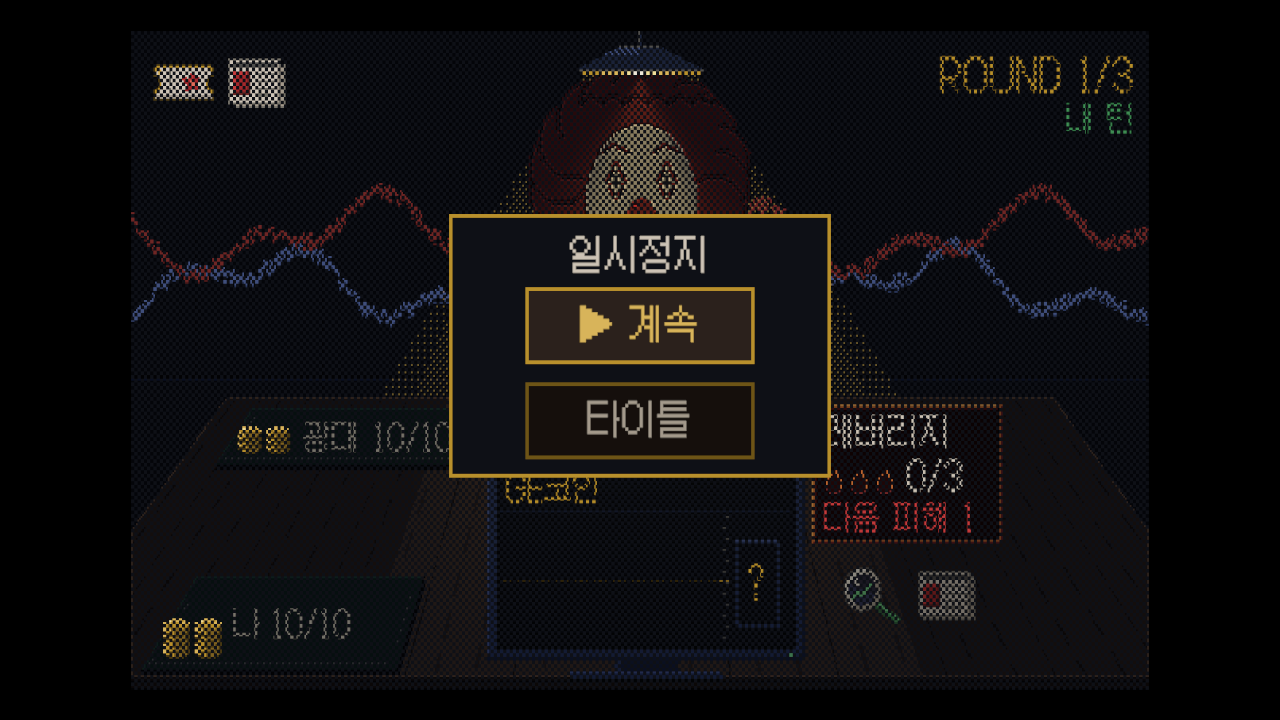 ROUND 1/3
내 턴
일시정지
▶ 계속
타이틀
광대 10/10
레버리지
0/3
다음 피해 1
?
나 10/10